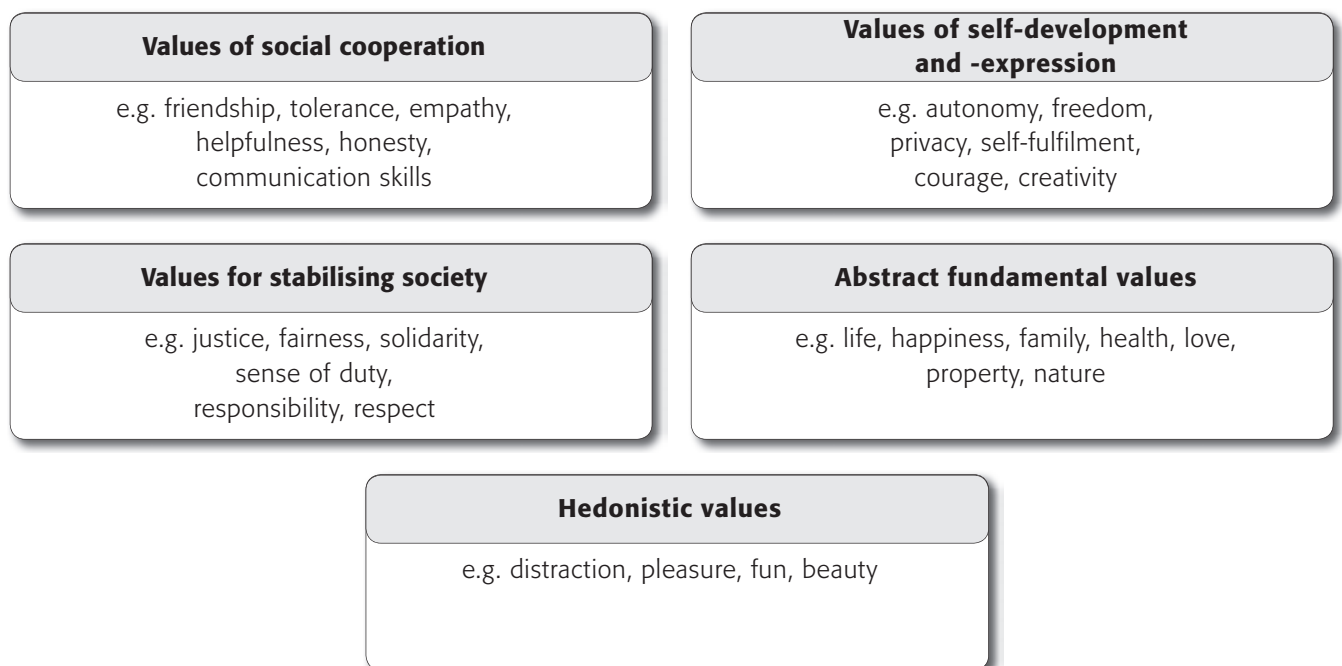 Values of social cooperation
e.g. friendship, tolerance, empathy,
helpfulness, honesty,
communication skills
Values of self-development
and -expression
e.g. autonomy, freedom,
privacy, self-fulfilment,
courage, creativity
Values for stabilising society
e.g. justice, fairness, solidarity,
sense of duty,
responsibility, respect
Abstract fundamental values
e.g. life, happiness, family, health, love,
property, nature
Hedonistic values
e.g. distraction, pleasure, fun, beauty